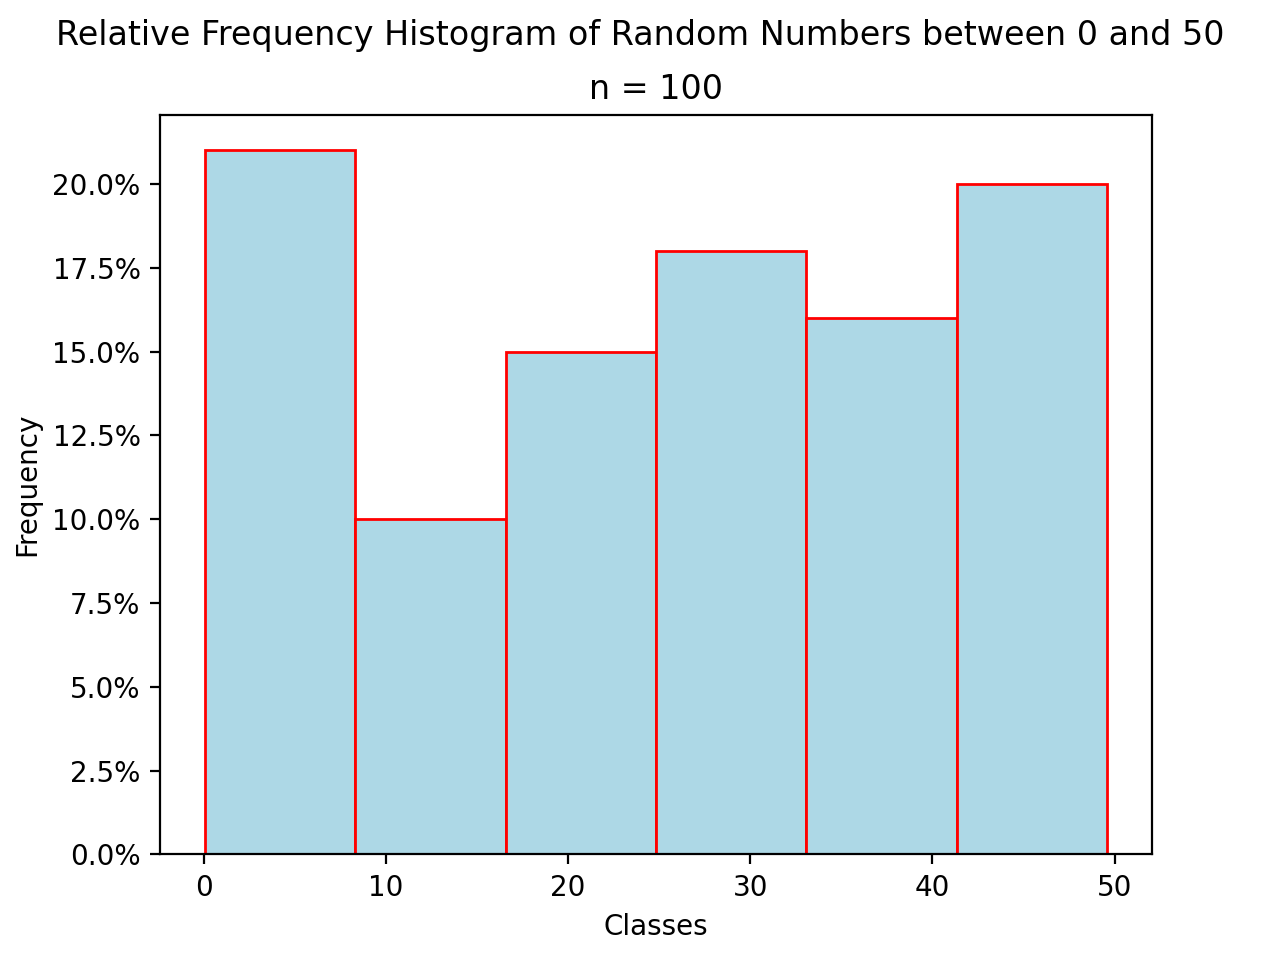 Relative Frequency Histogram of Random Numbers between 0 and 50
n = 100
20.0%
17.5%
15.0%
12.5%
10.0%
7.5%
5.0%
2.5%
0.0%
Frequency
0 10 20 30 40 50
Classes